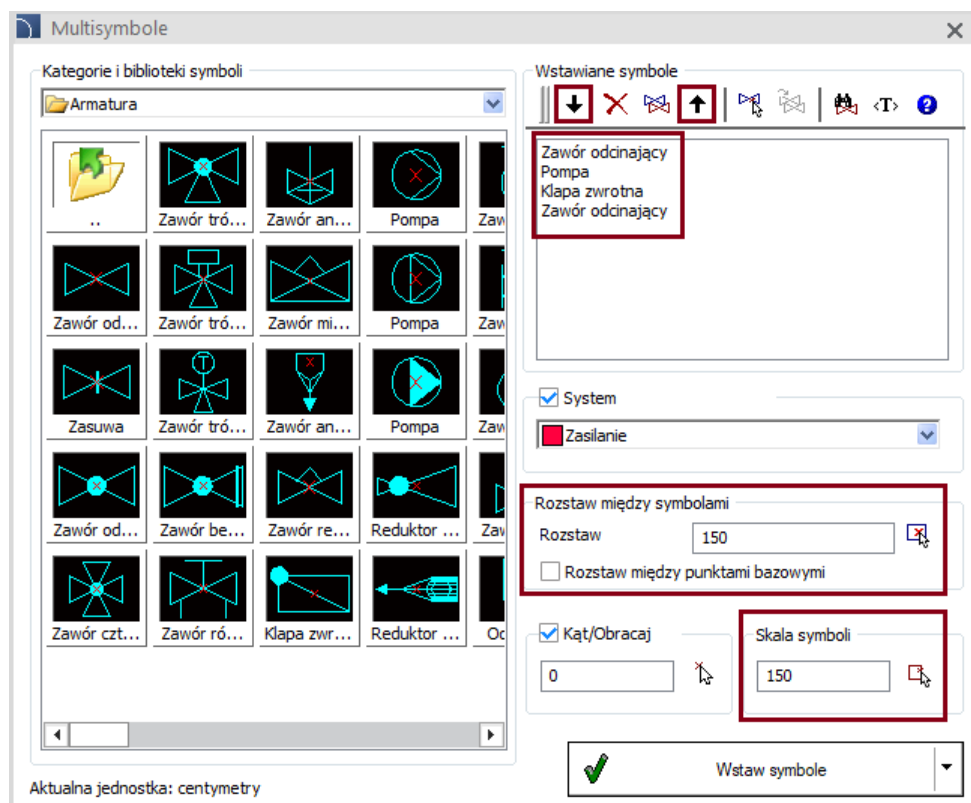 Multisymbole
Kategorie i biblioteki symboli
Armatura
..
Zawór tró...
Zawór an...
Pompa
Zaw
Zawór od...
Zawór tró...
Zawór mi...
Pompa
Zaw
Zasuwa
Zawór tró...
Zawór an...
Pompa
Zaw
Zawór od...
Zawór be...
Zawór re...
Reduktor ...
Zaw
Zawór czt...
Zawór ró...
Klapa zwr...
Reduktor ...
Oc
Aktualna jednostka: centymetry
Wstawiane symbole
<T>
?
Zawór odcinający
Pompa
Klapa zwrotna
Zawór odcinający
System
Zasilanie
Rozstaw między symbolami
Rozstaw
150
Rozstaw między punktami bazowymi
Kąt/Obracaj
0
Skala symboli
150
Wstaw symbole